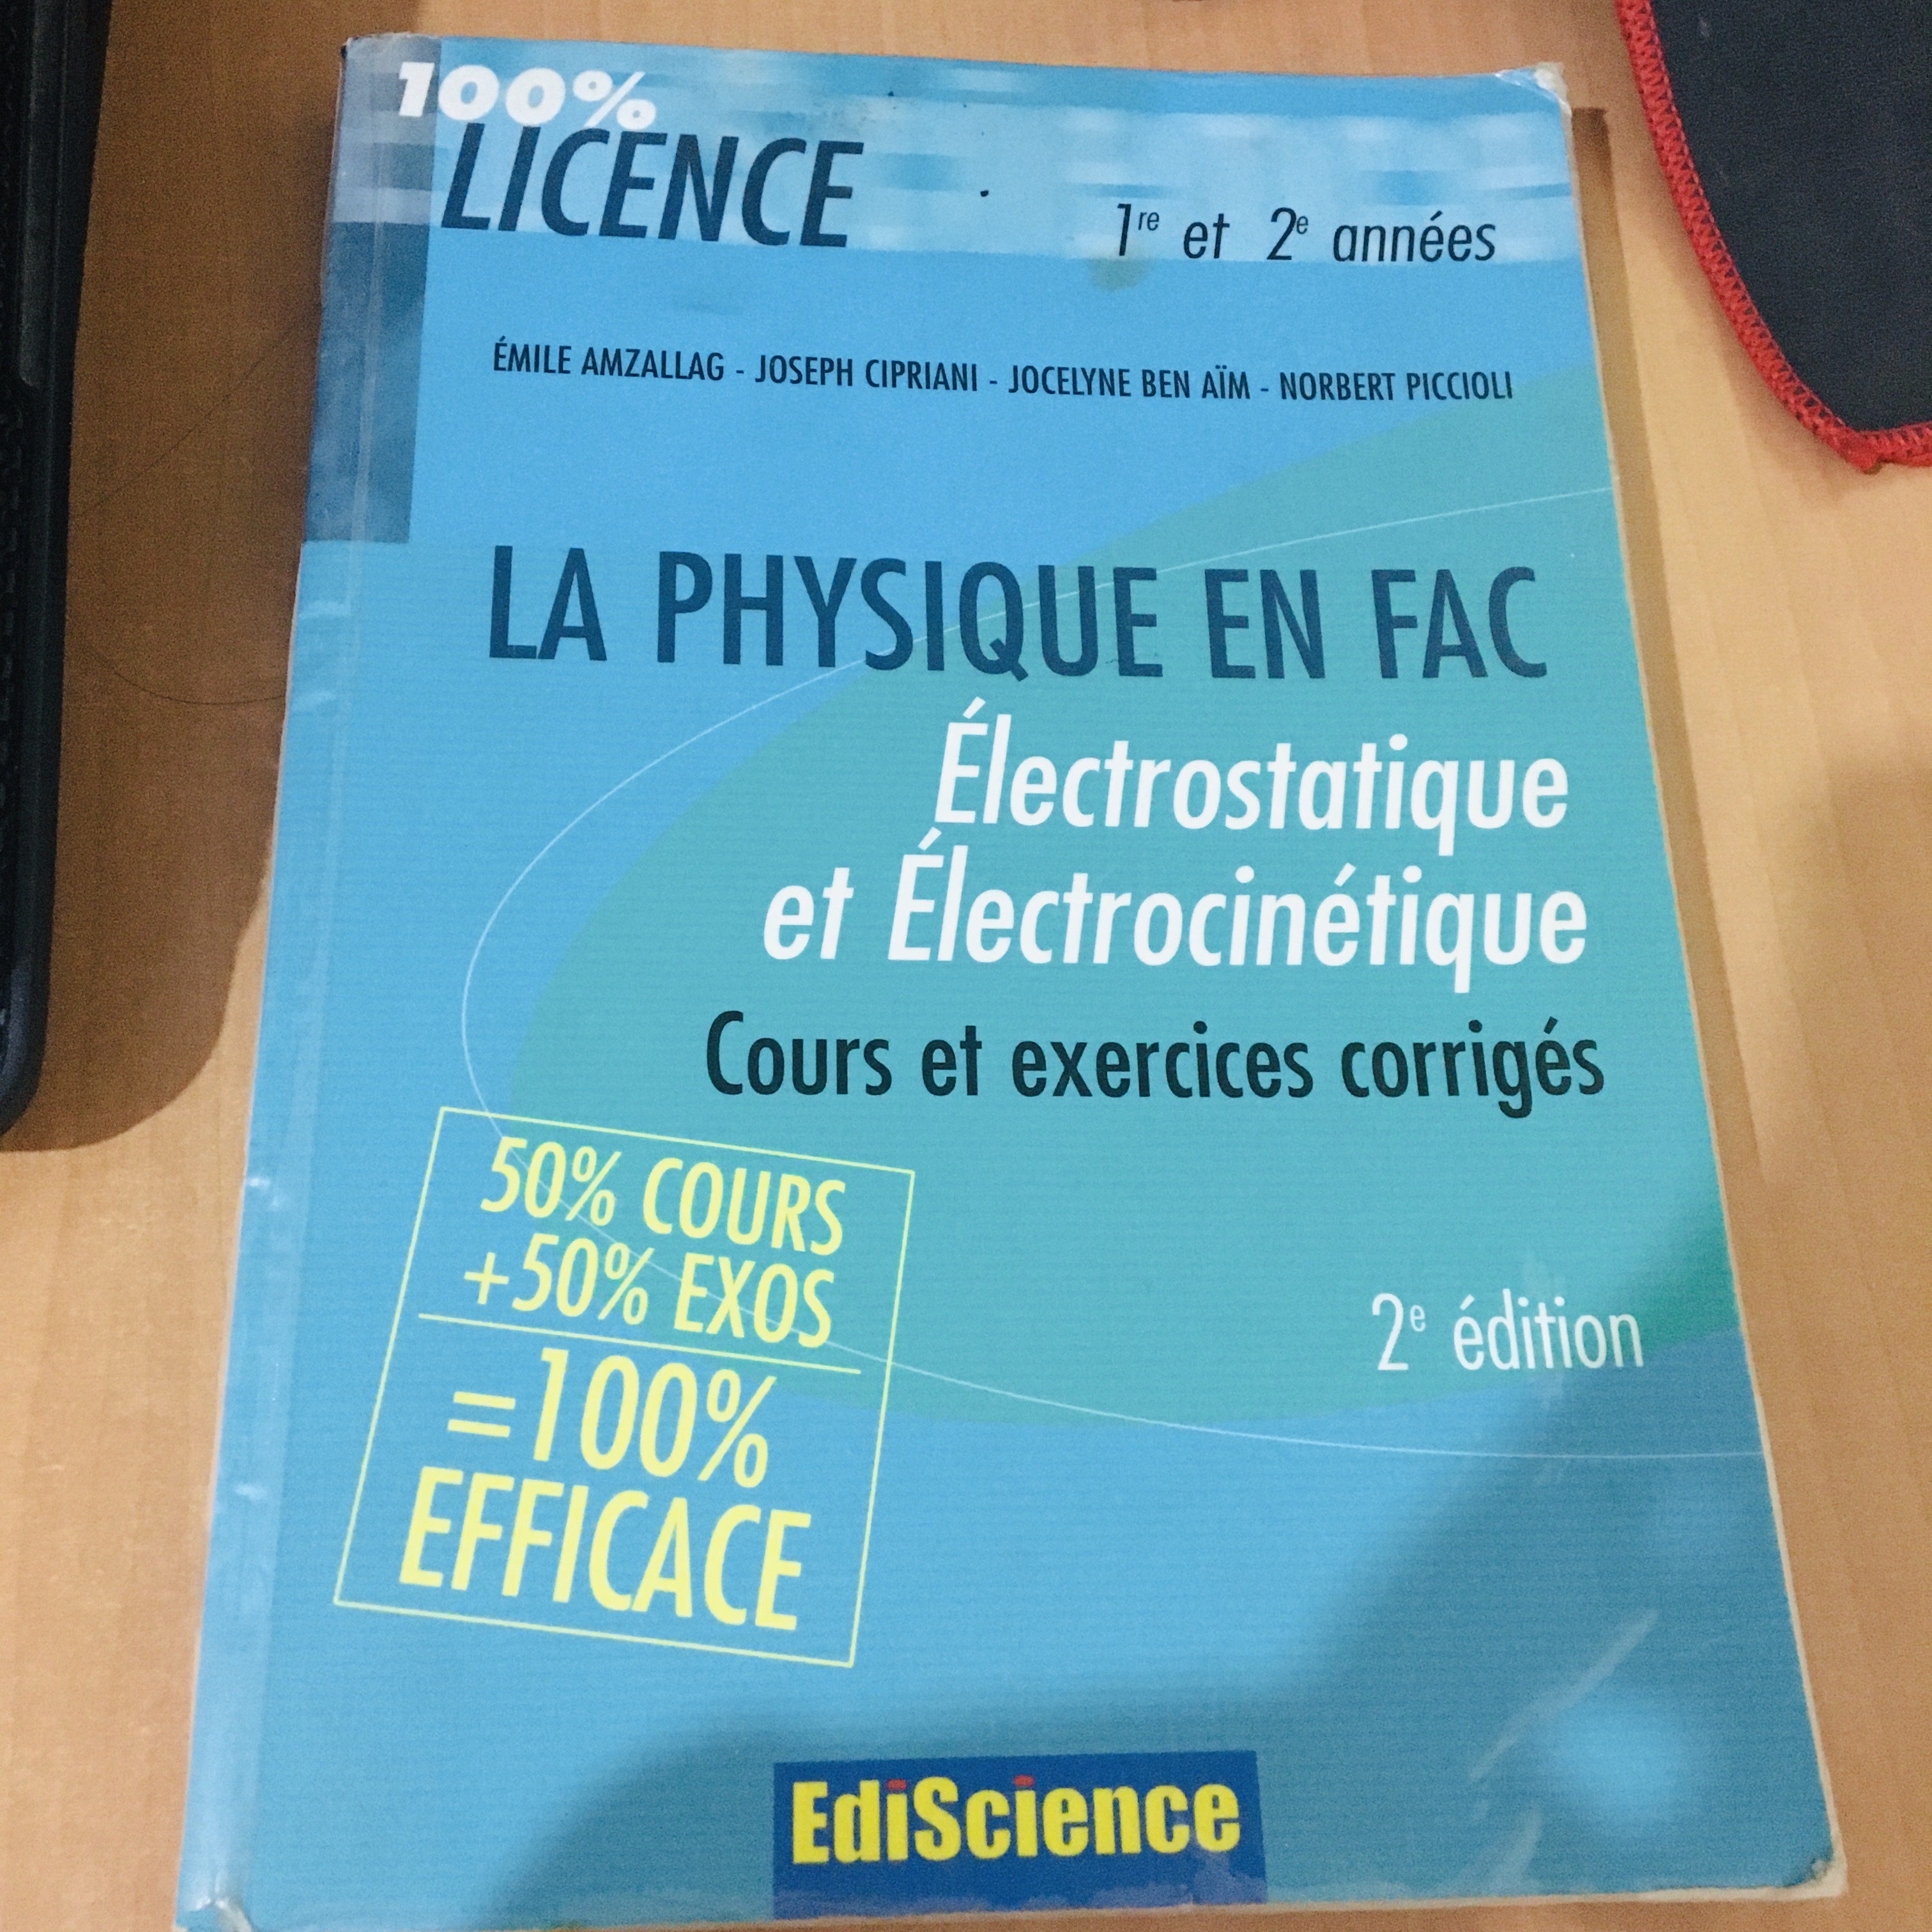 100%
LICENCE
1re et 2e années
ÉMILE AMZALLAG - JOSEPH CIPRIANI - JOCELYNE BEN AÏM - NORBERT PICCIOLI
LA PHYSIQUE EN FAC
Électrostatique
et Électrocinétique
Cours et exercices corrigés
50% COURS
+50% EXOS
=100%
EFFICACE
2e édition
EdiScience